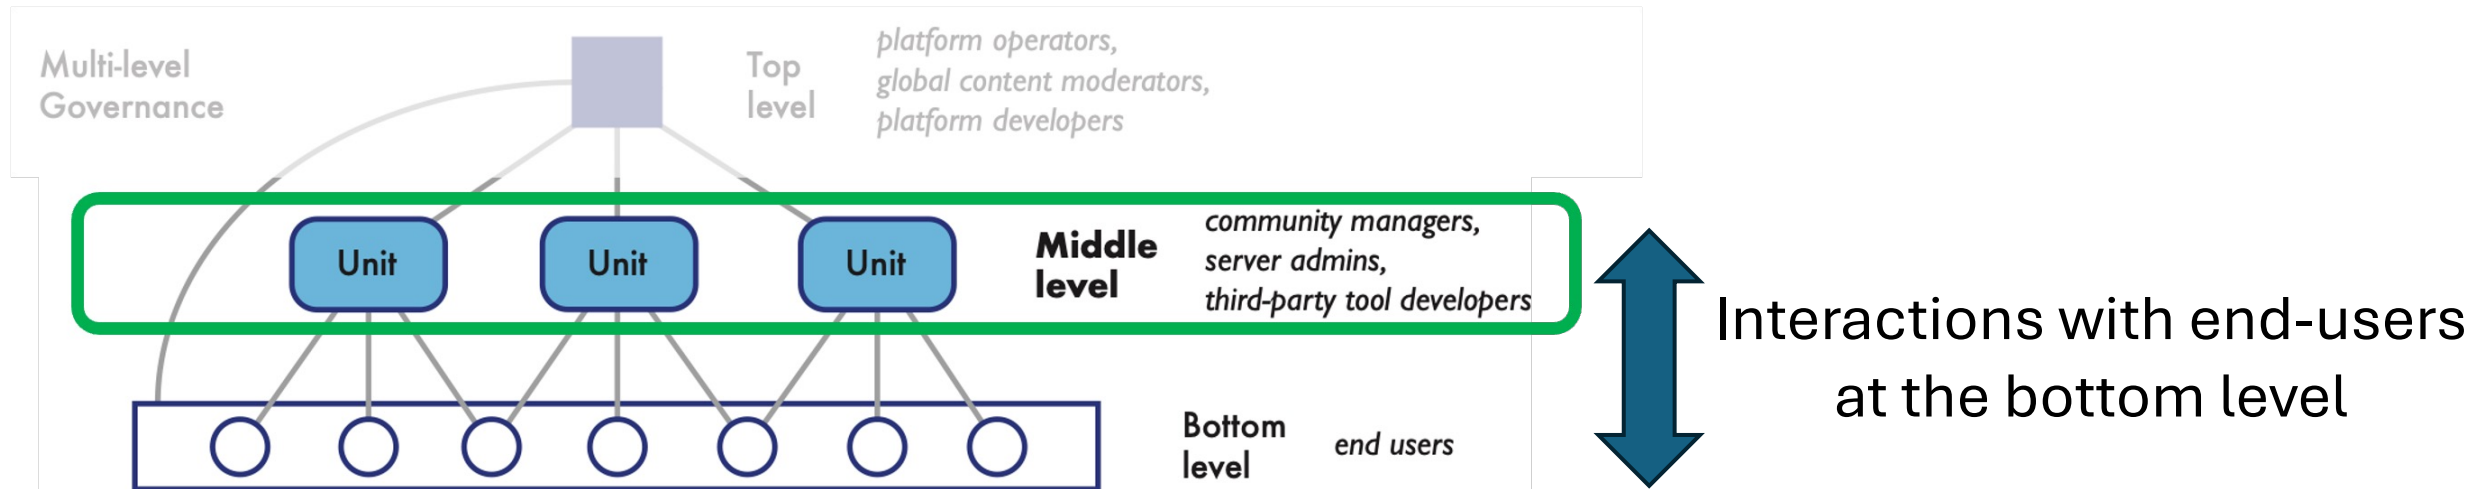 Multi-level
Governance
Top
level
platform operators,
global content moderators,
platform developers
Unit
Unit
Unit
Middle
level
community managers,
server admins,
third-party tool developers
Interactions with end-users
at the bottom level
Bottom
level
end users